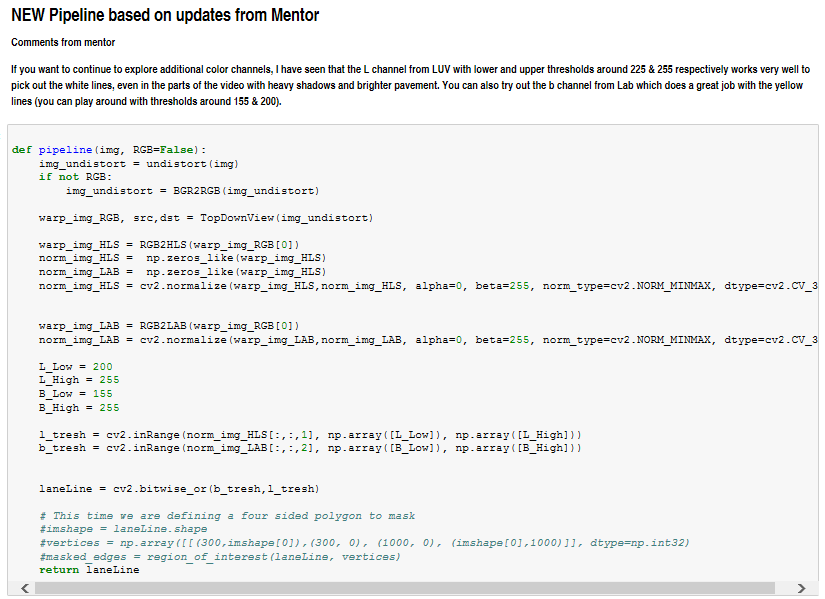 NEW Pipeline based on updates from Mentor
Comments from mentor
If you want to continue to explore additional color channels, I have seen that the L channel from LUV with lower and upper thresholds around 225 & 255 respectively works very well to
pick out the white lines, even in the parts of the video with heavy shadows and brighter pavement. You can also try out the b channel from Lab which does a great job with the yellow
lines (you can play around with thresholds around 155 & 200).
def pipeline(img, RGB=False):
    img_undistort = undistort(img)
    if not RGB:
        img_undistort = BGR2RGB(img_undistort)
    warp_img_RGB, src,dst = TopDownView(img_undistort)
    warp_img_HLS = RGB2HLS(warp_img_RGB[0])
    norm_img_HLS =  np.zeros_like(warp_img_HLS)
    norm_img_LAB =  np.zeros_like(warp_img_HLS)
    norm_img_HLS = cv2.normalize(warp_img_HLS,norm_img_HLS, alpha=0, beta=255, norm_type=cv2.NORM_MINMAX, dtype=cv2.CV_3
    warp_img_LAB = RGB2LAB(warp_img_RGB[0])
    norm_img_LAB = cv2.normalize(warp_img_LAB,norm_img_LAB, alpha=0, beta=255, norm_type=cv2.NORM_MINMAX, dtype=cv2.CV_3
    L_Low = 200
    L_High = 255
    B_Low = 155
    B_High = 255
    l_tresh = cv2.inRange(norm_img_HLS[:,:,1], np.array([L_Low]), np.array([L_High]))
    b_tresh = cv2.inRange(norm_img_LAB[:,:,2], np.array([B_Low]), np.array([B_High]))
    laneLine = cv2.bitwise_or(b_tresh,l_tresh)
    # This time we are defining a four sided polygon to mask
    #imshape = laneLine.shape
    #vertices = np.array([[(300,imshape[0]),(300, 0), (1000, 0), (imshape[0],1000)]], dtype=np.int32)
    #masked_edges = region_of_interest(laneLine, vertices)
    return laneLine